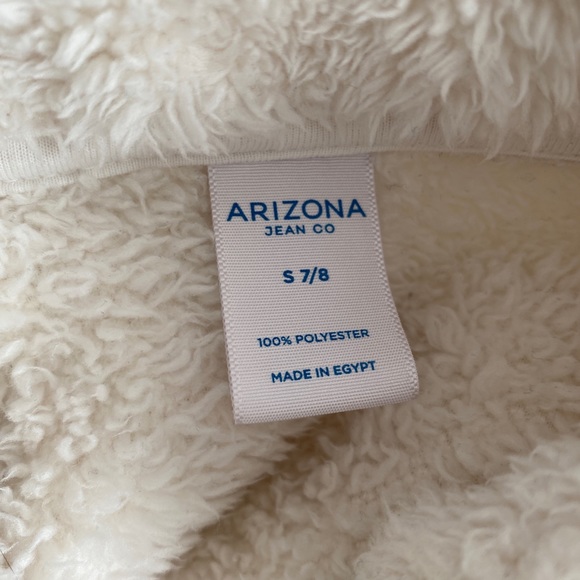 ARIZONA
JEAN CO
S 7/8
100% POLYESTER
MADE IN EGYPT